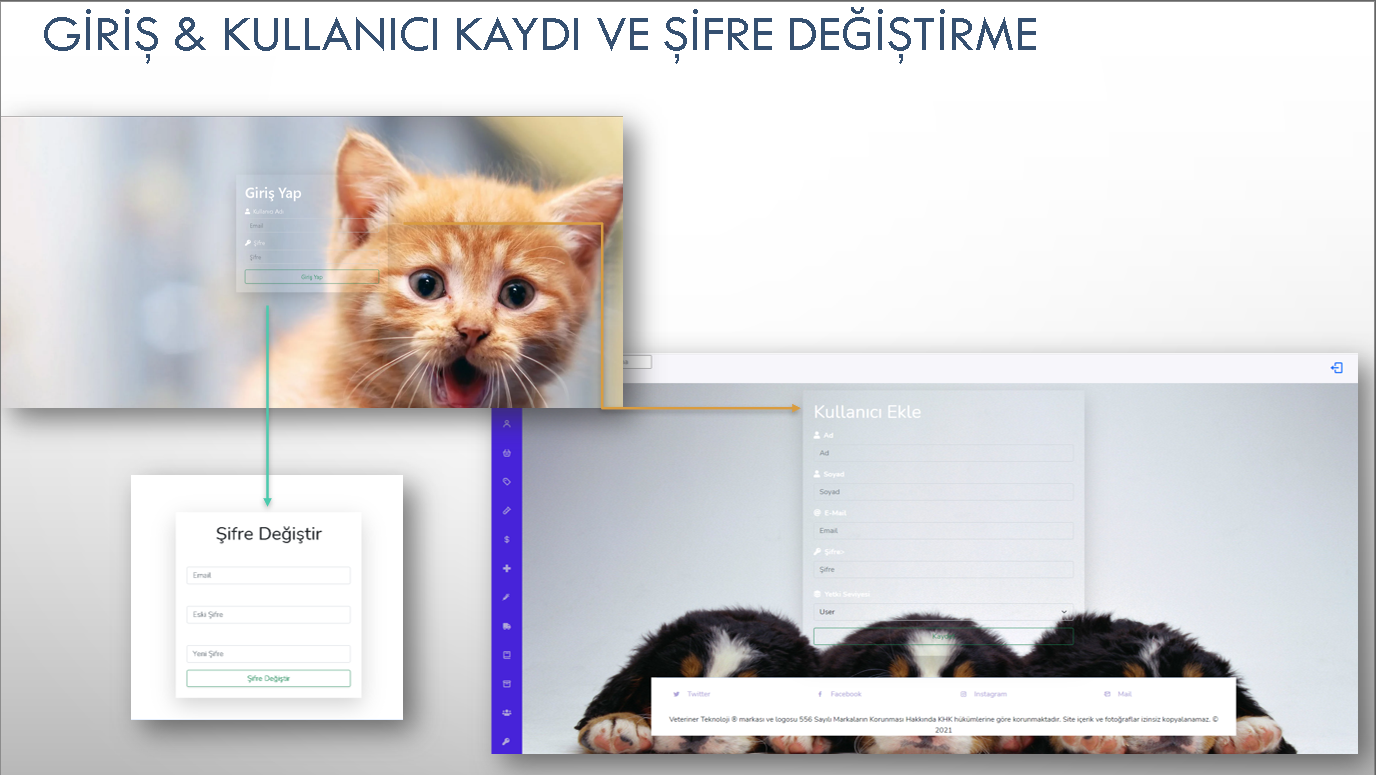 GİRİŞ & KULLANICI KAYDI VE ŞİFRE DEĞİŞTİRME
Giriş Yap
Kullanıcı Adı
Email
Şifre
Şifre
Giriş Yap
Kullanıcı Ekle
Ad
Ad
Soyad
Soyad
E-Mail
Email
Şifre>
Şifre
Yetki Seviyesi
User
Kaydet
Şifre Değiştir
Email
Eski Şifre
Yeni Şifre
Şifre Değiştir
Twitter Facebook Instagram Mail
Veteriner Teknoloji ® markası ve logosu 556 Sayılı Markaların Korunması Hakkında KHK hükümlerine göre korunmaktadır. Site içerik ve fotoğraflar izinsiz kopyalanamaz. ©
2021